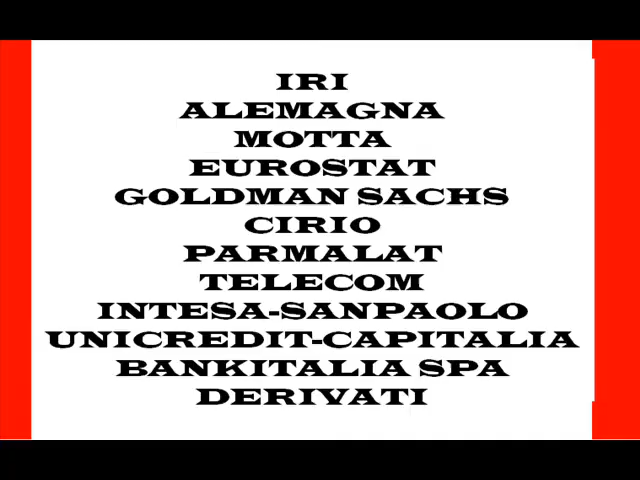 IRI
ALEMAGNA
MOTTA
EUROSTAT
GOLDMAN SACHS
CIRIO
PARMALAT
TELECOM
INTESA-SANPAOLO
UNICREDIT-CAPITALIA
BANKITALIA SPA
DERIVATI